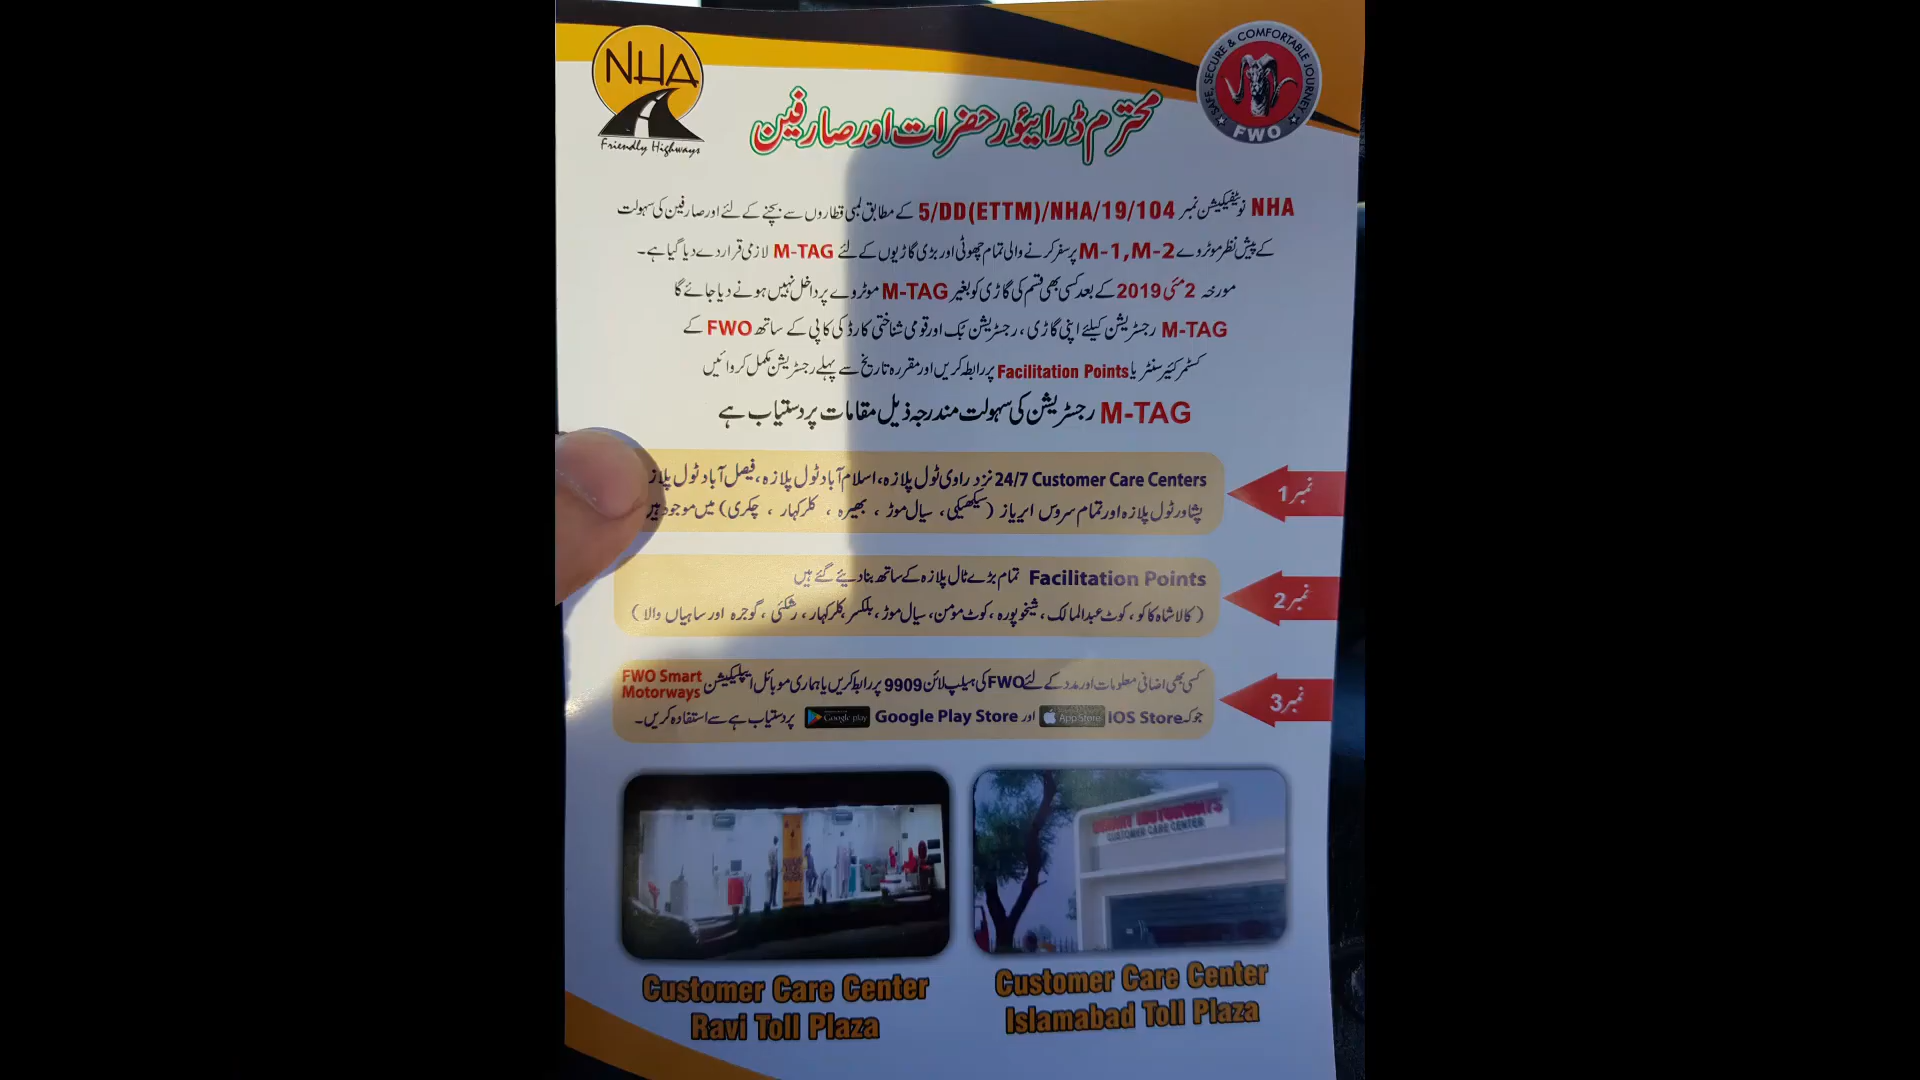 NHA
Friendly Highways
SAFE, SECURE & COMFORTABLE JOURNEY
FWO
محترم ڈرائیور حضرات اور صارفین
NHA نوٹیفیکیشن نمبر 5/DD(ETTM)/NHA/19/104 کے مطابق لمبی قطاروں سے بچنے کے لئے اور صارفین کی سہولت
کے پیش نظر موٹروے M-1,M-2 پر سفر کرنے والی تمام چھوٹی اور بڑی گاڑیوں کے لئے M-TAG لازمی قرار دے دیا گیا ہے۔
مورخہ 2 مئی 2019 کے بعد کسی بھی قسم کی گاڑی کو بغیر M-TAG موٹروے پر داخل نہیں ہونے دیا جائے گا
M-TAG رجسٹریشن کیلئے اپنی گاڑی، رجسٹریشن بک اور قومی شناختی کارڈ کی کاپی کے ساتھ FWO کے
کسٹمر کیئر سنٹر یا Facilitation Points پر رابطہ کریں اور مقررہ تاریخ سے پہلے رجسٹریشن مکمل کروائیں
M-TAG رجسٹریشن کی سہولت مندرجہ ذیل مقامات پر دستیاب ہے
نمبر 1
24/7 Customer Care Centers نزد راوی ٹول پلازہ، اسلام آباد ٹول پلازہ، فیصل آباد ٹول پلاز
پشاور ٹول پلازہ اور تمام سروس ایریاز (سکھیکی، سیال موڑ، بھیرہ، کلرکہار، چکری) میں موجود ہیں
نمبر 2
Facilitation Points تمام بڑے ٹال پلازہ کے ساتھ بنا دیئے گئے ہیں
(کالا شاہ کاکو، کوٹ عبدالمالک، شیخوپورہ، کوٹ مومن، سیال موڑ، بلکسر، کلرکہار، رشکئی، گوجرہ اور ساہیاں والا)
نمبر 3
کسی بھی اضافی معلومات اور مدد کے لئے FWO کی ہیلپ لائن 9909 پر رابطہ کریں یا ہماری موبائل ایپلیکیشن FWO Smart Motorways
جو کہ IOS Store App Store اور Google Play Store Google play پر دستیاب ہے سے استفادہ کریں۔
SMART MOTORWAYS
CUSTOMER CARE CENTER
Customer Care Center
Ravi Toll Plaza
Customer Care Center
Islamabad Toll Plaza